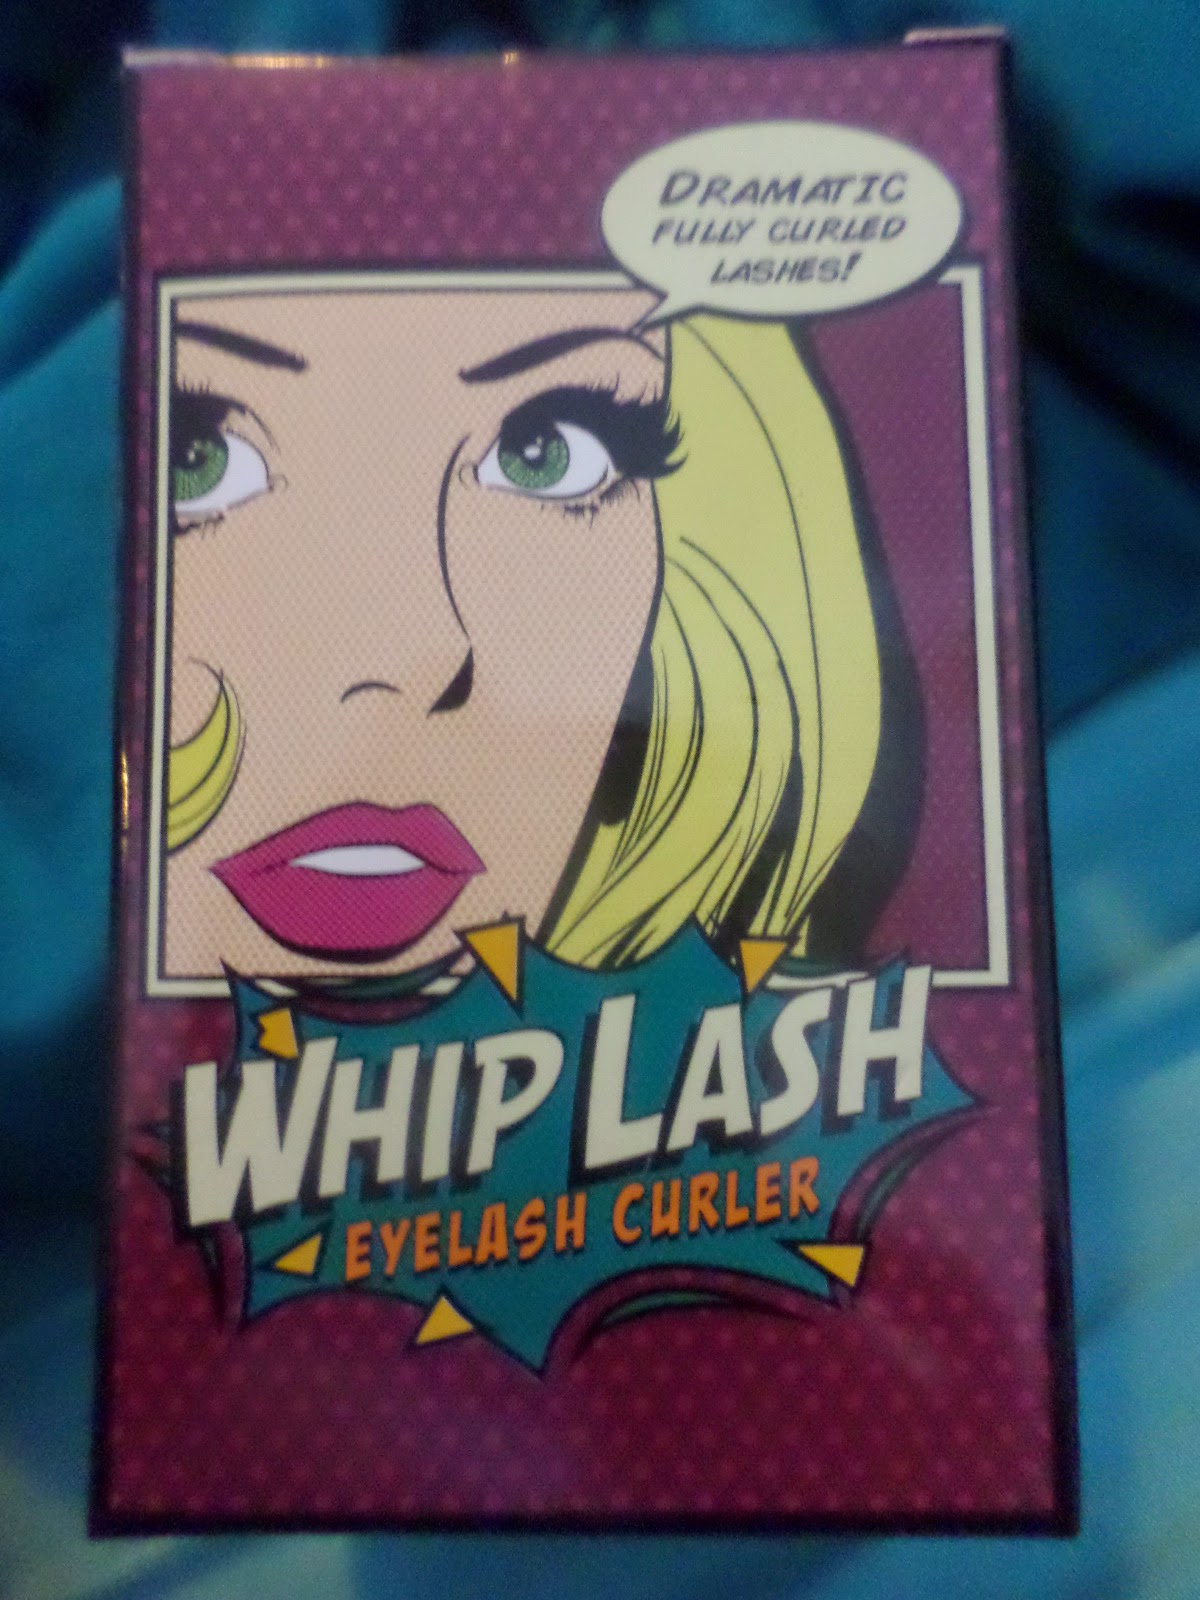 DRAMATIC
FULLY CURLED
LASHES!
WHIP LASH
EYELASH CURLER